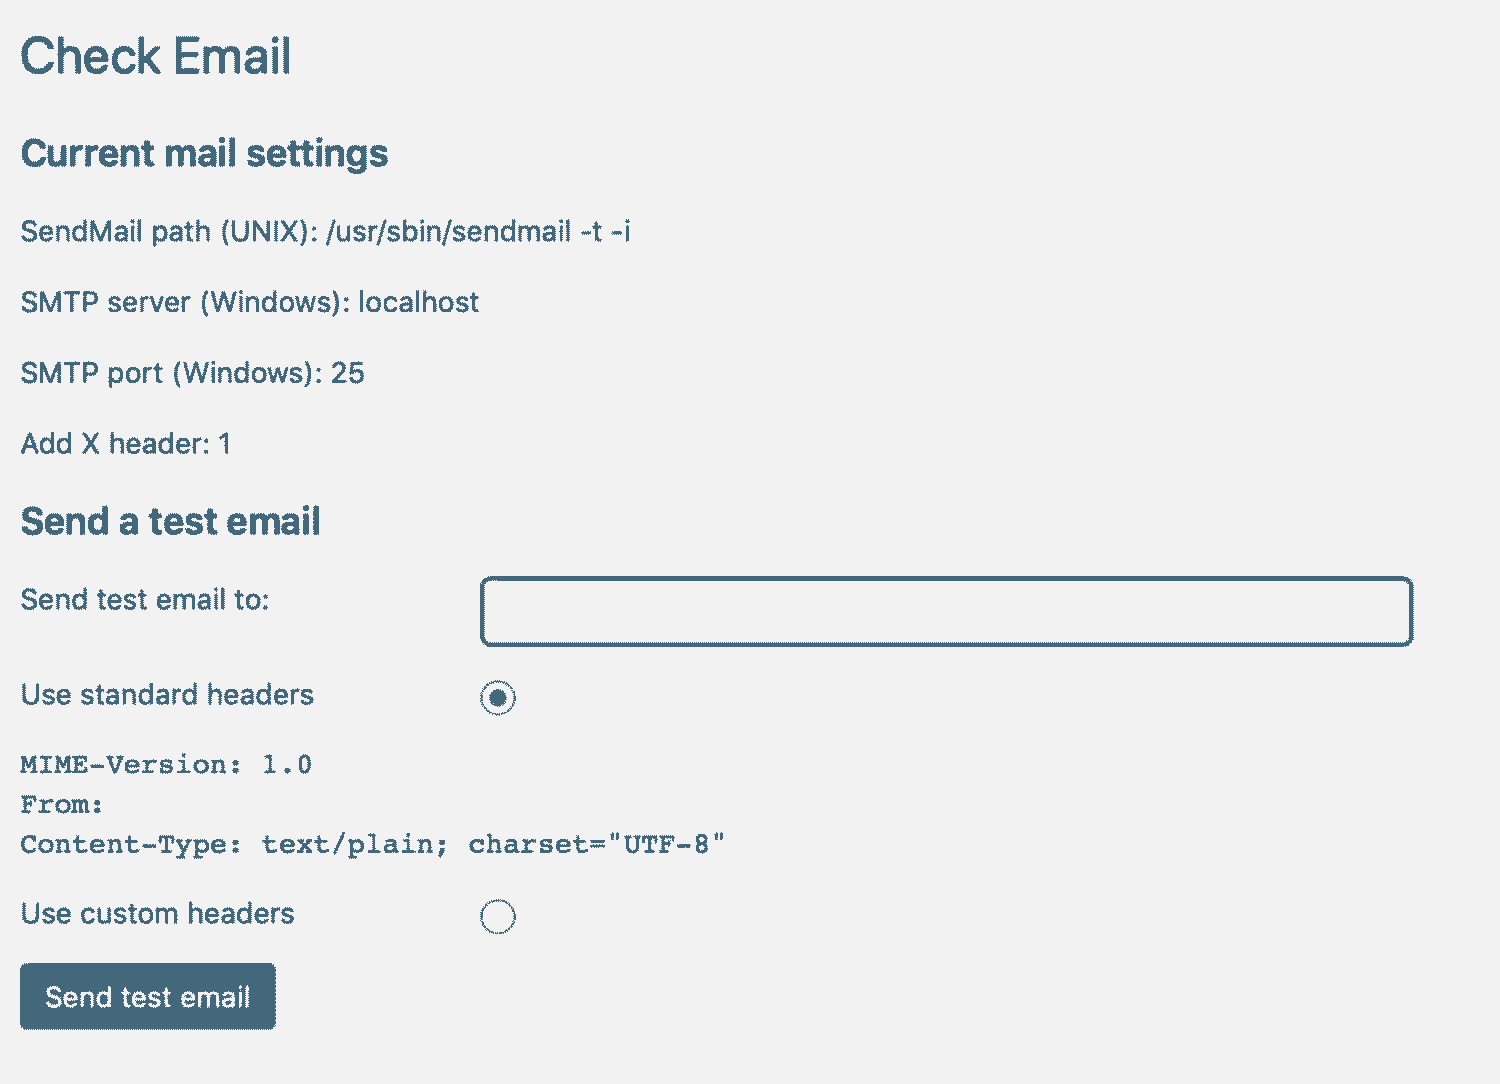 Check Email
Current mail settings
SendMail path (UNIX): /usr/sbin/sendmail -t -i
SMTP server (Windows): localhost
SMTP port (Windows): 25
Add X header: 1
Send a test email
Send test email to:
Use standard headers
MIME-Version: 1.0
From:
Content-Type: text/plain; charset="UTF-8"
Use custom headers
Send test email